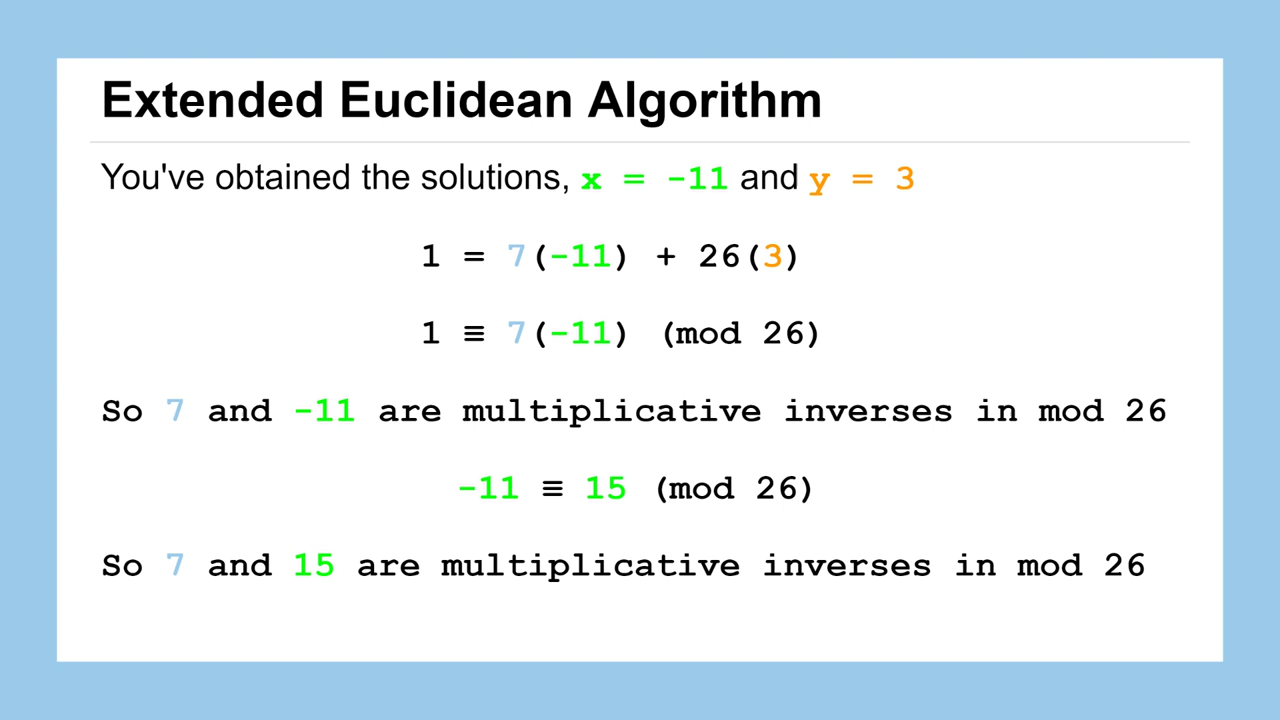 Extended Euclidean Algorithm
You've obtained the solutions, x = -11 and y = 3
1 = 7(-11) + 26(3)
1 ≡ 7(-11) (mod 26)
So 7 and -11 are multiplicative inverses in mod 26
-11 ≡ 15 (mod 26)
So 7 and 15 are multiplicative inverses in mod 26